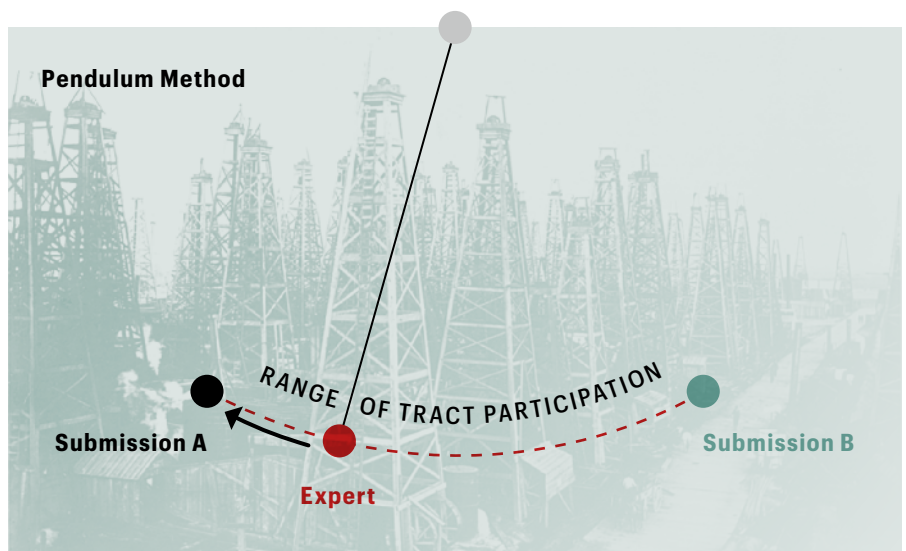 Pendulum Method
RANGE OF TRACT PARTICIPATION
Submission A
Submission B
Expert